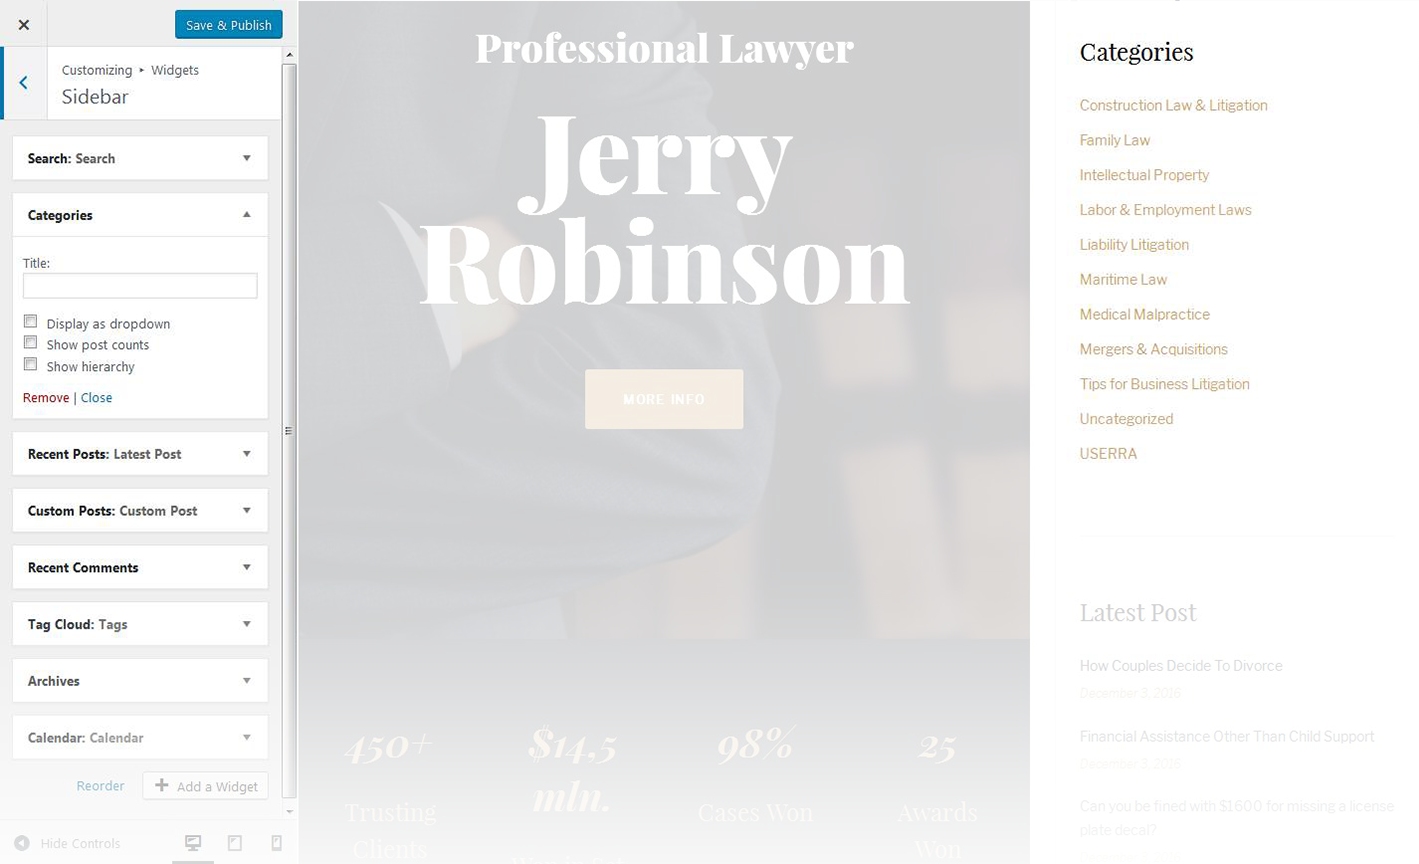 Save & Publish
Customizing ▸ Widgets
Sidebar
Search: Search
Categories
Title:
Display as dropdown
Show post counts
Show hierarchy
Remove | Close
Recent Posts: Latest Post
Custom Posts: Custom Post
Recent Comments
Tag Cloud: Tags
Archives
Calendar: Calendar
Reorder
Add a Widget
Hide Controls
Professional Lawyer
Jerry
Robinson
MORE INFO
450+
Trusting
Clients
$14,5
mln.
98%
Cases Won
25
Awards
Won
Categories
Construction Law & Litigation
Family Law
Intellectual Property
Labor & Employment Laws
Liability Litigation
Maritime Law
Medical Malpractice
Mergers & Acquisitions
Tips for Business Litigation
Uncategorized
USERRA
Latest Post
How Couples Decide To Divorce
December 3, 2016
Financial Assistance Other Than Child Support
December 3, 2016
Can you be fined with $1600 for missing a license
plate decal?